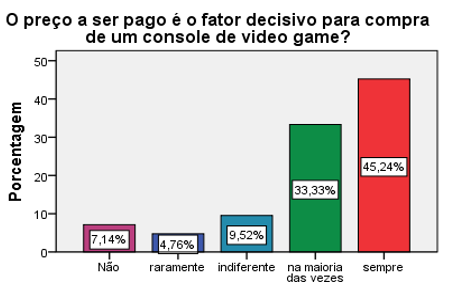 O preço a ser pago é o fator decisivo para compra
de um console de video game?
Porcentagem
50
40
30
20
10
0
7,14%
4,76%
9,52%
33,33%
45,24%
Não
raramente
indiferente
na maioria
das vezes
sempre